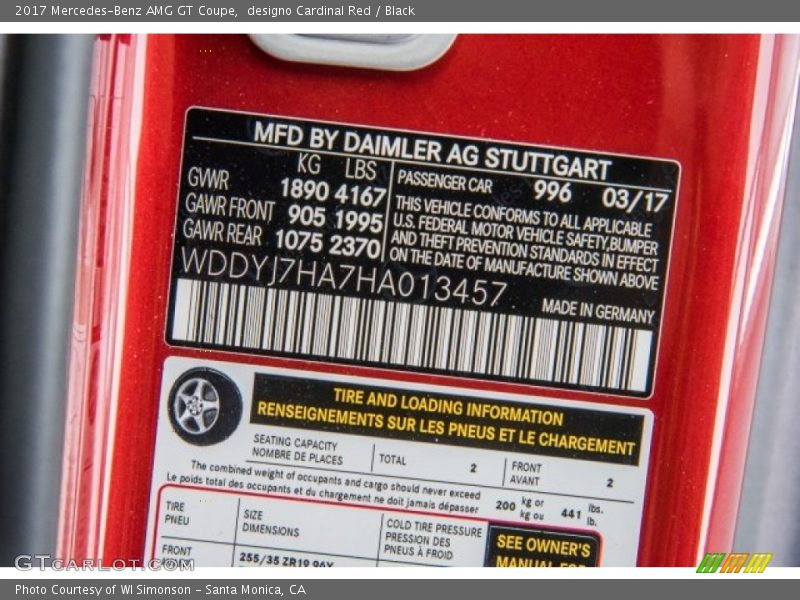 2017 Mercedes-Benz AMG GT Coupe, designo Cardinal Red / Black
MFD BY DAIMLER AG STUTTGART
KG LBS
GVWR 1890 4167
GAWR FRONT 905 1995
GAWR REAR 1075 2370
PASSENGER CAR 996 03/17
THIS VEHICLE CONFORMS TO ALL APPLICABLE
U.S. FEDERAL MOTOR VEHICLE SAFETY,BUMPER
AND THEFT PREVENTION STANDARDS IN EFFECT
ON THE DATE OF MANUFACTURE SHOWN ABOVE
WDDYJ7HA7HA013457
MADE IN GERMANY
TIRE AND LOADING INFORMATION
RENSEIGNEMENTS SUR LES PNEUS ET LE CHARGEMENT
SEATING CAPACITY
NOMBRE DE PLACES
TOTAL 2
FRONT
AVANT 2
The combined weight of occupants and cargo should never exceed
Le poids total des occupants et du chargement ne doit jamais dépasser
200 kg or
kg ou
441 lbs.
lb.
TIRE
PNEU
SIZE
DIMENSIONS
COLD TIRE PRESSURE
PRESSION DES
PNEUS À FROID
SEE OWNER'S
MANUAL FOR
FRONT
255/35 ZR19 96Y
GTCarLot.com
Photo Courtesy of WI Simonson - Santa Monica, CA